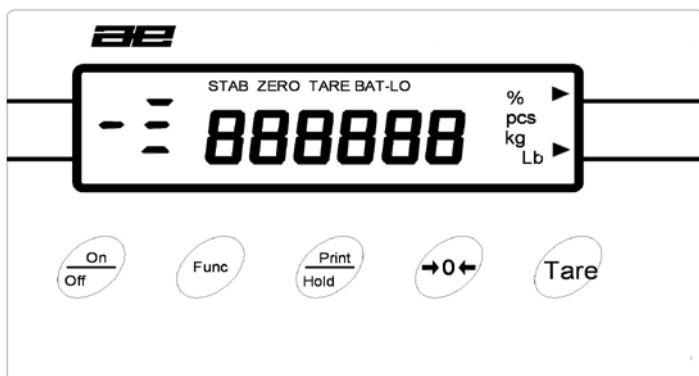 ae
STAB ZERO TARE BAT-LO
888888
%
pcs
kg
Lb
On
Off
Func
Print
Hold
→0←
Tare